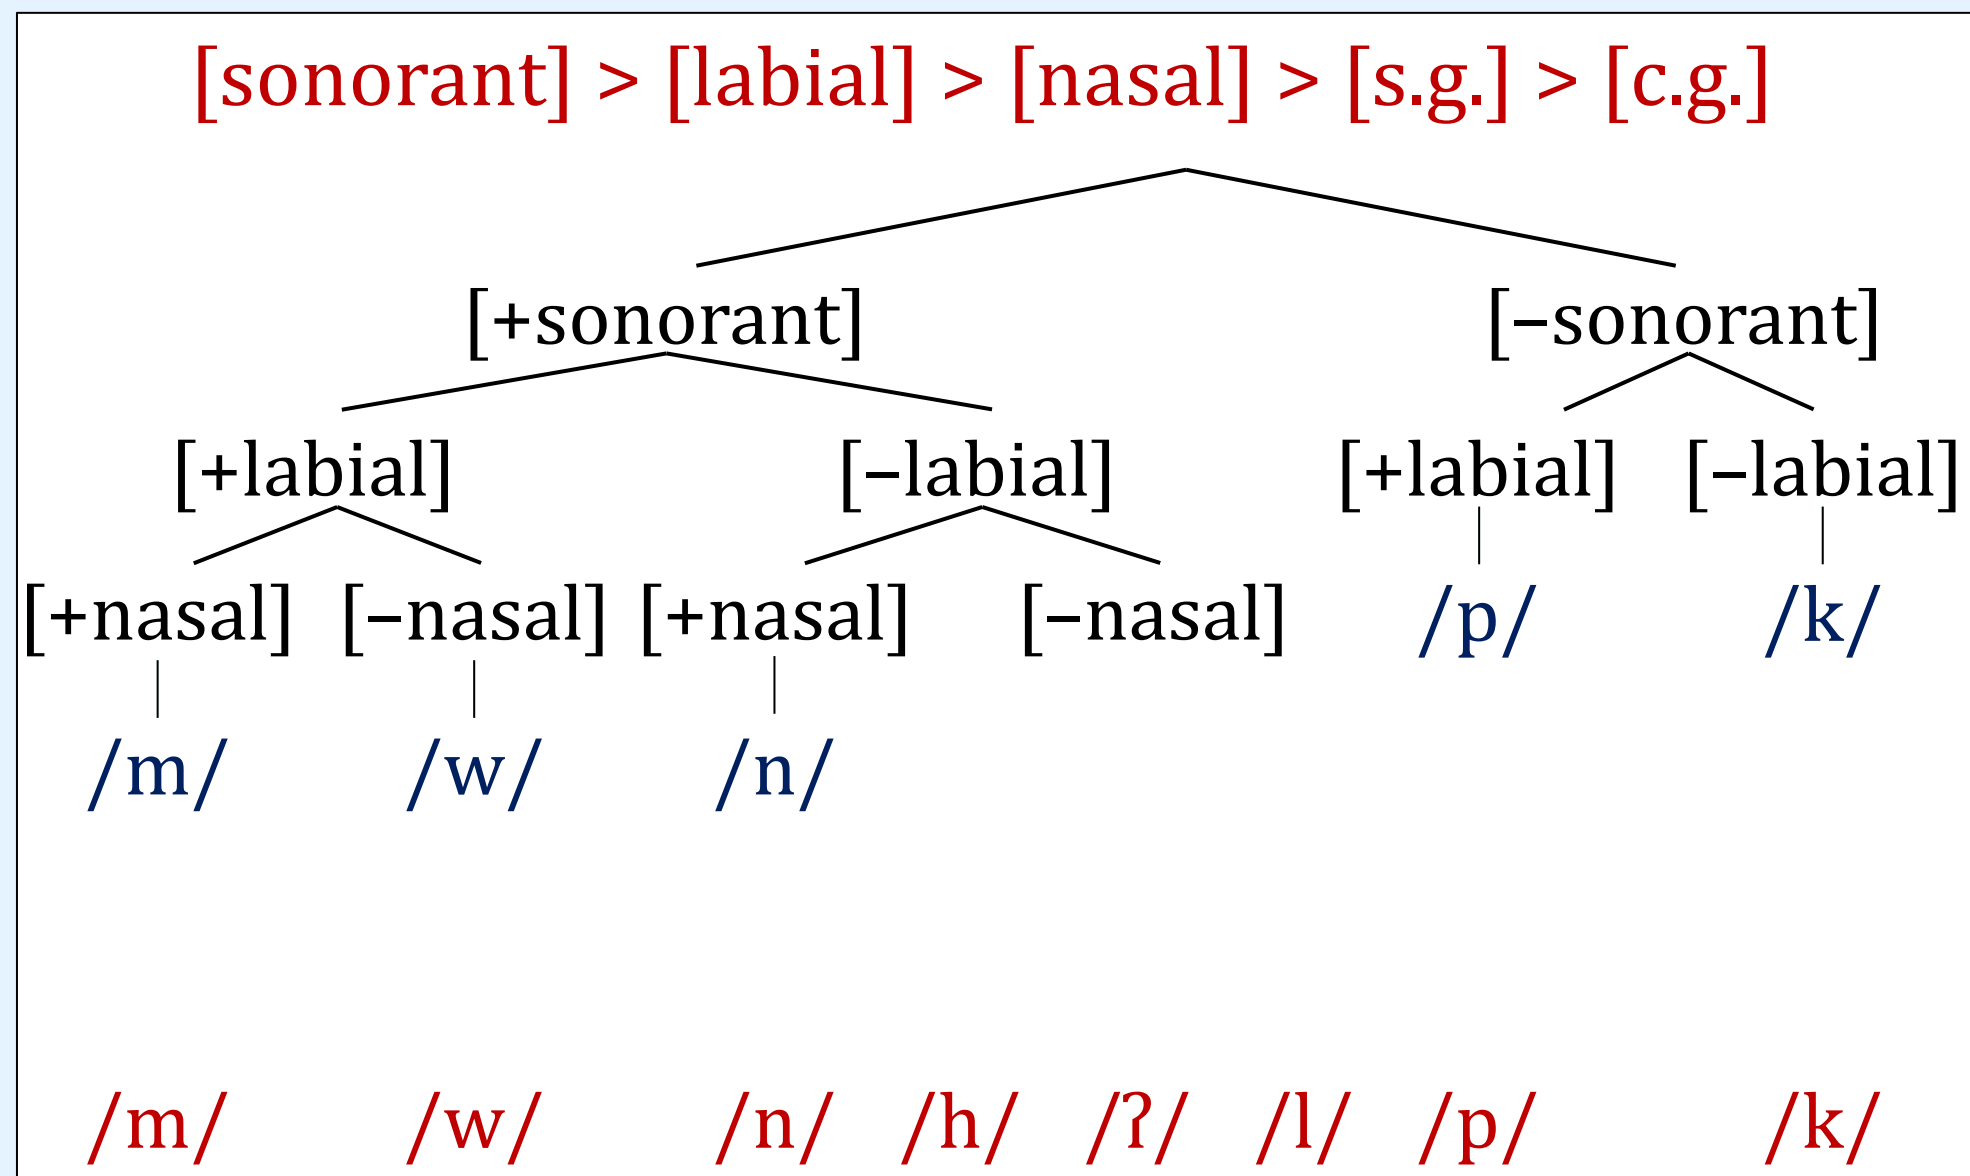 [sonorant] > [labial] > [nasal] > [s.g.] > [c.g.]
[+sonorant] [–sonorant]
[+labial] [–labial] [+labial] [–labial]
[+nasal] [–nasal] [+nasal] [–nasal] /p/ /k/
/m/ /w/ /n/
/m/ /w/ /n/ /h/ /ʔ/ /l/ /p/ /k/